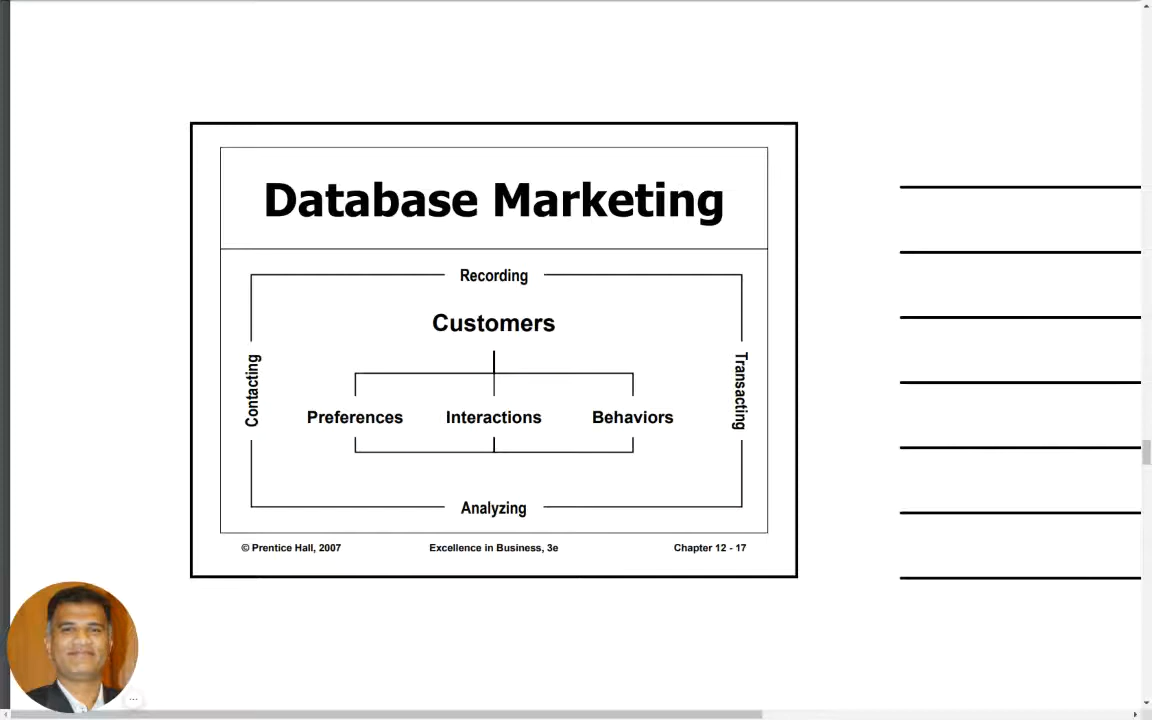 Database Marketing
Recording
Customers
Contacting
Transacting
Preferences Interactions Behaviors
Analyzing
© Prentice Hall, 2007 Excellence in Business, 3e Chapter 12 - 17